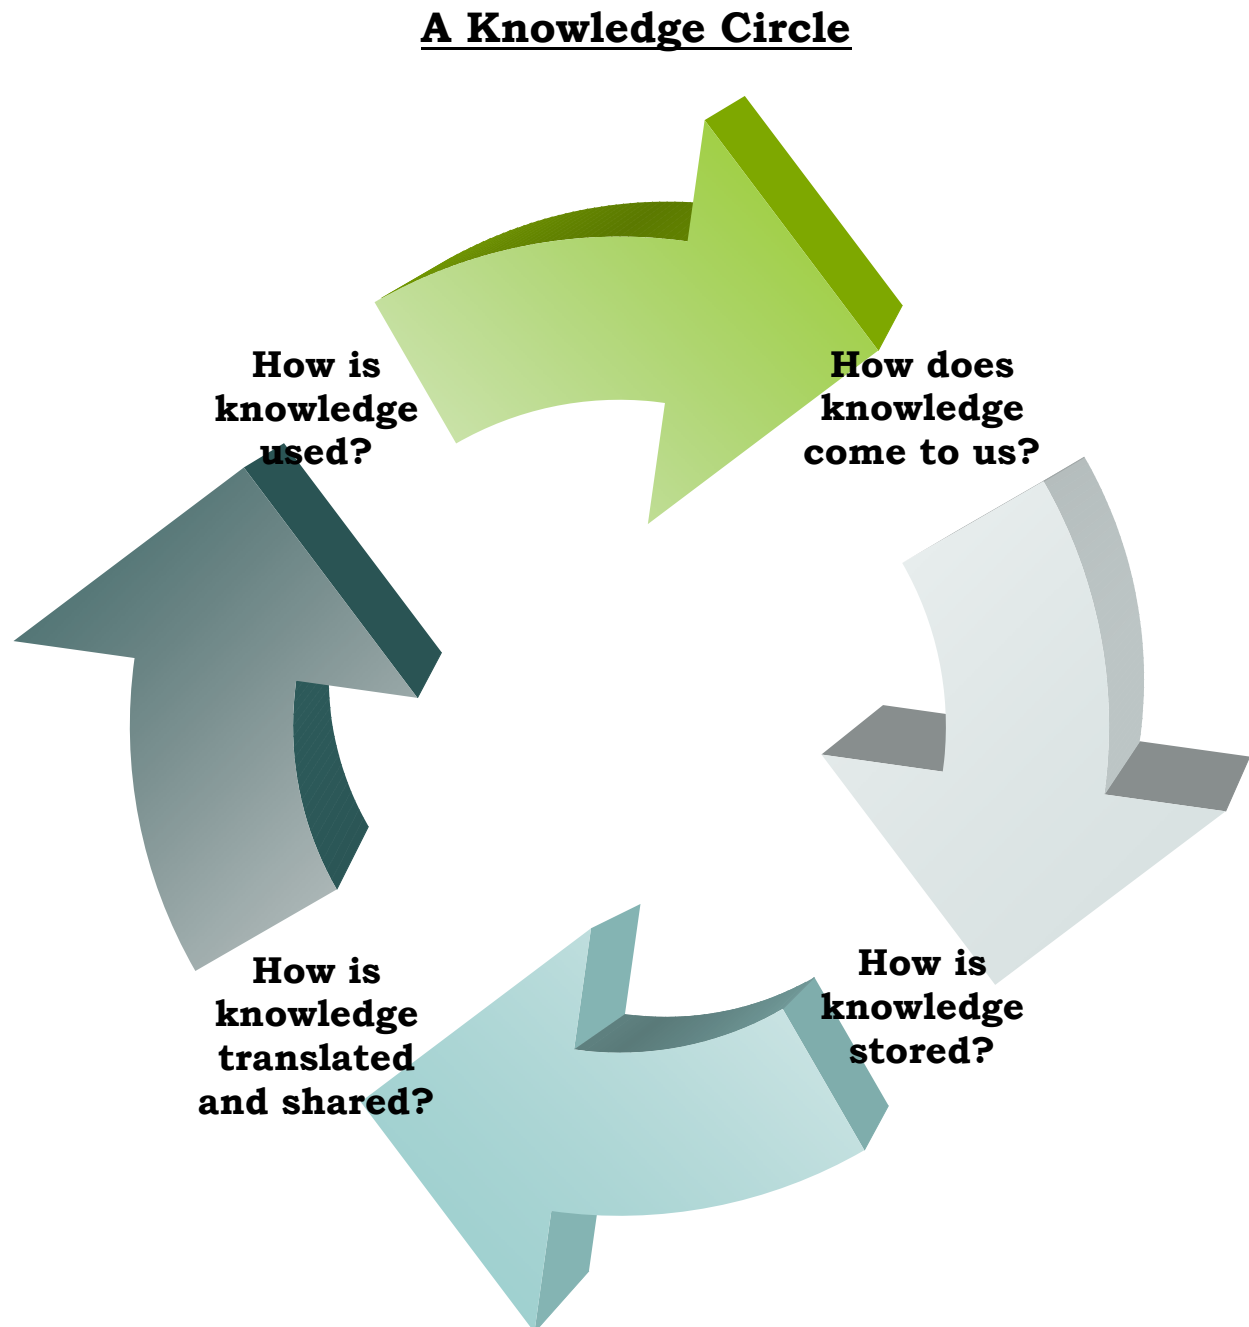 A Knowledge Circle
How is
knowledge
used?
How does
knowledge
come to us?
How is
knowledge
stored?
How is
knowledge
translated
and shared?